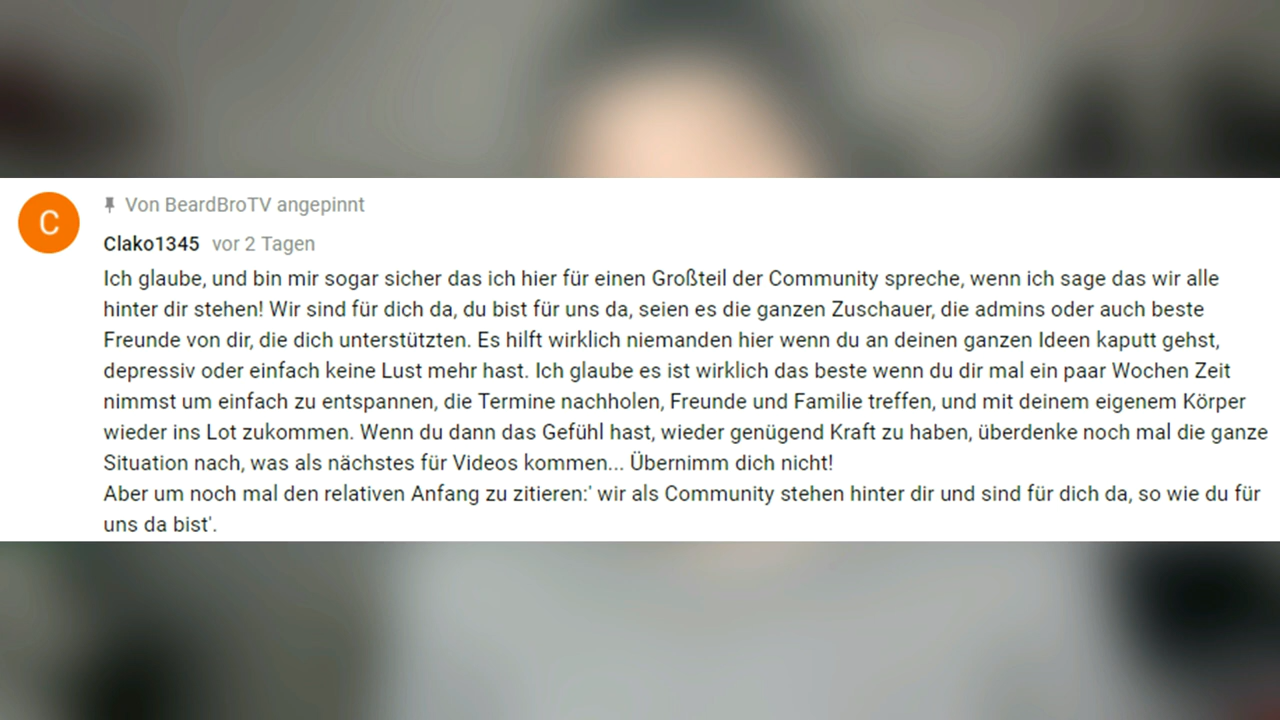 C
Von BeardBroTV angepinnt
Clako1345 vor 2 Tagen
Ich glaube, und bin mir sogar sicher das ich hier für einen Großteil der Community spreche, wenn ich sage das wir alle
hinter dir stehen! Wir sind für dich da, du bist für uns da, seien es die ganzen Zuschauer, die admins oder auch beste
Freunde von dir, die dich unterstützten. Es hilft wirklich niemanden hier wenn du an deinen ganzen Ideen kaputt gehst,
depressiv oder einfach keine Lust mehr hast. Ich glaube es ist wirklich das beste wenn du dir mal ein paar Wochen Zeit
nimmst um einfach zu entspannen, die Termine nachholen, Freunde und Familie treffen, und mit deinem eigenem Körper
wieder ins Lot zukommen. Wenn du dann das Gefühl hast, wieder genügend Kraft zu haben, überdenke noch mal die ganze
Situation nach, was als nächstes für Videos kommen... Übernimm dich nicht!
Aber um noch mal den relativen Anfang zu zitieren:' wir als Community stehen hinter dir und sind für dich da, so wie du für
uns da bist'.